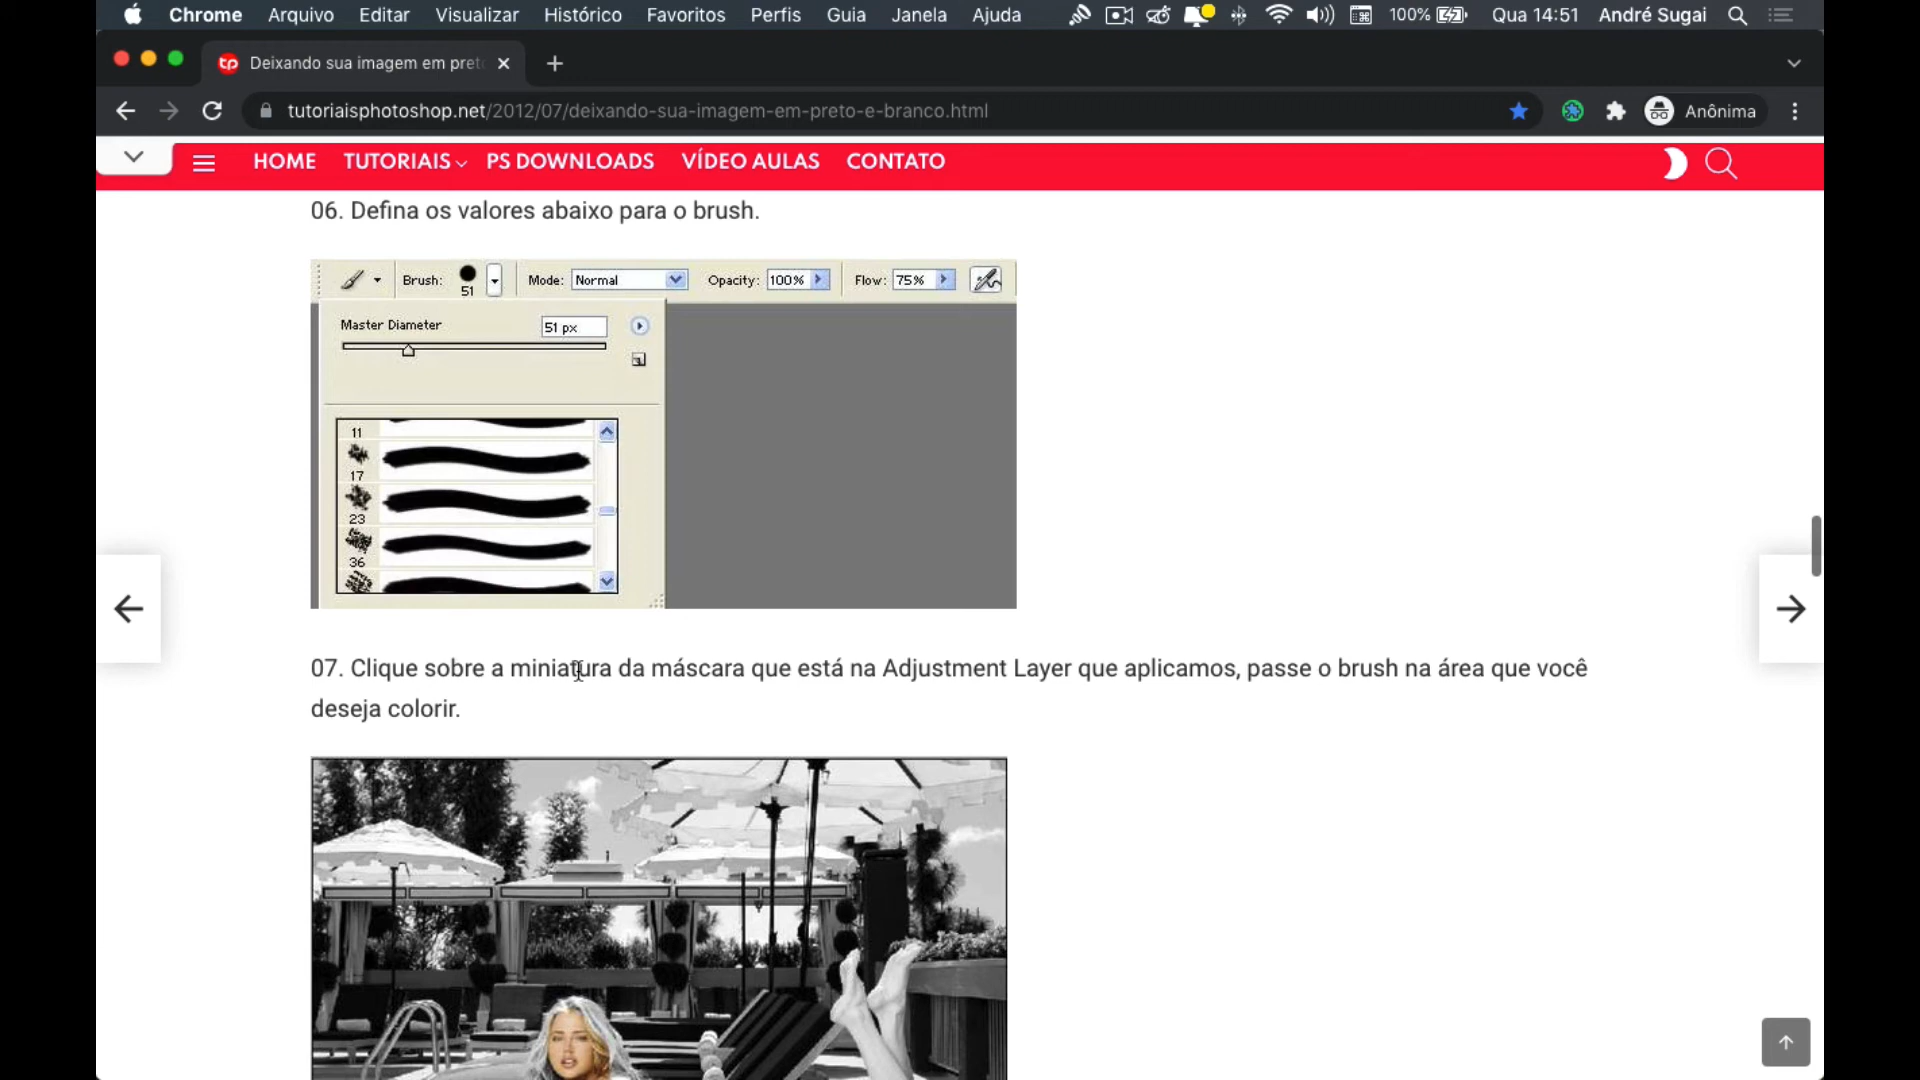 Chrome Arquivo Editar Visualizar Histórico Favoritos Perfis Guia Janela Ajuda 100% Qua 14:51 André Sugai
tp Deixando sua imagem em pret
tutoriaisphotoshop.net/2012/07/deixando-sua-imagem-em-preto-e-branco.html Anônima
HOME TUTORIAIS PS DOWNLOADS VÍDEO AULAS CONTATO
06. Defina os valores abaixo para o brush.
Brush: 51 Mode: Normal Opacity: 100% Flow: 75%
Master Diameter 51 px
11
17
23
36
07. Clique sobre a miniatura da máscara que está na Adjustment Layer que aplicamos, passe o brush na área que você
deseja colorir.